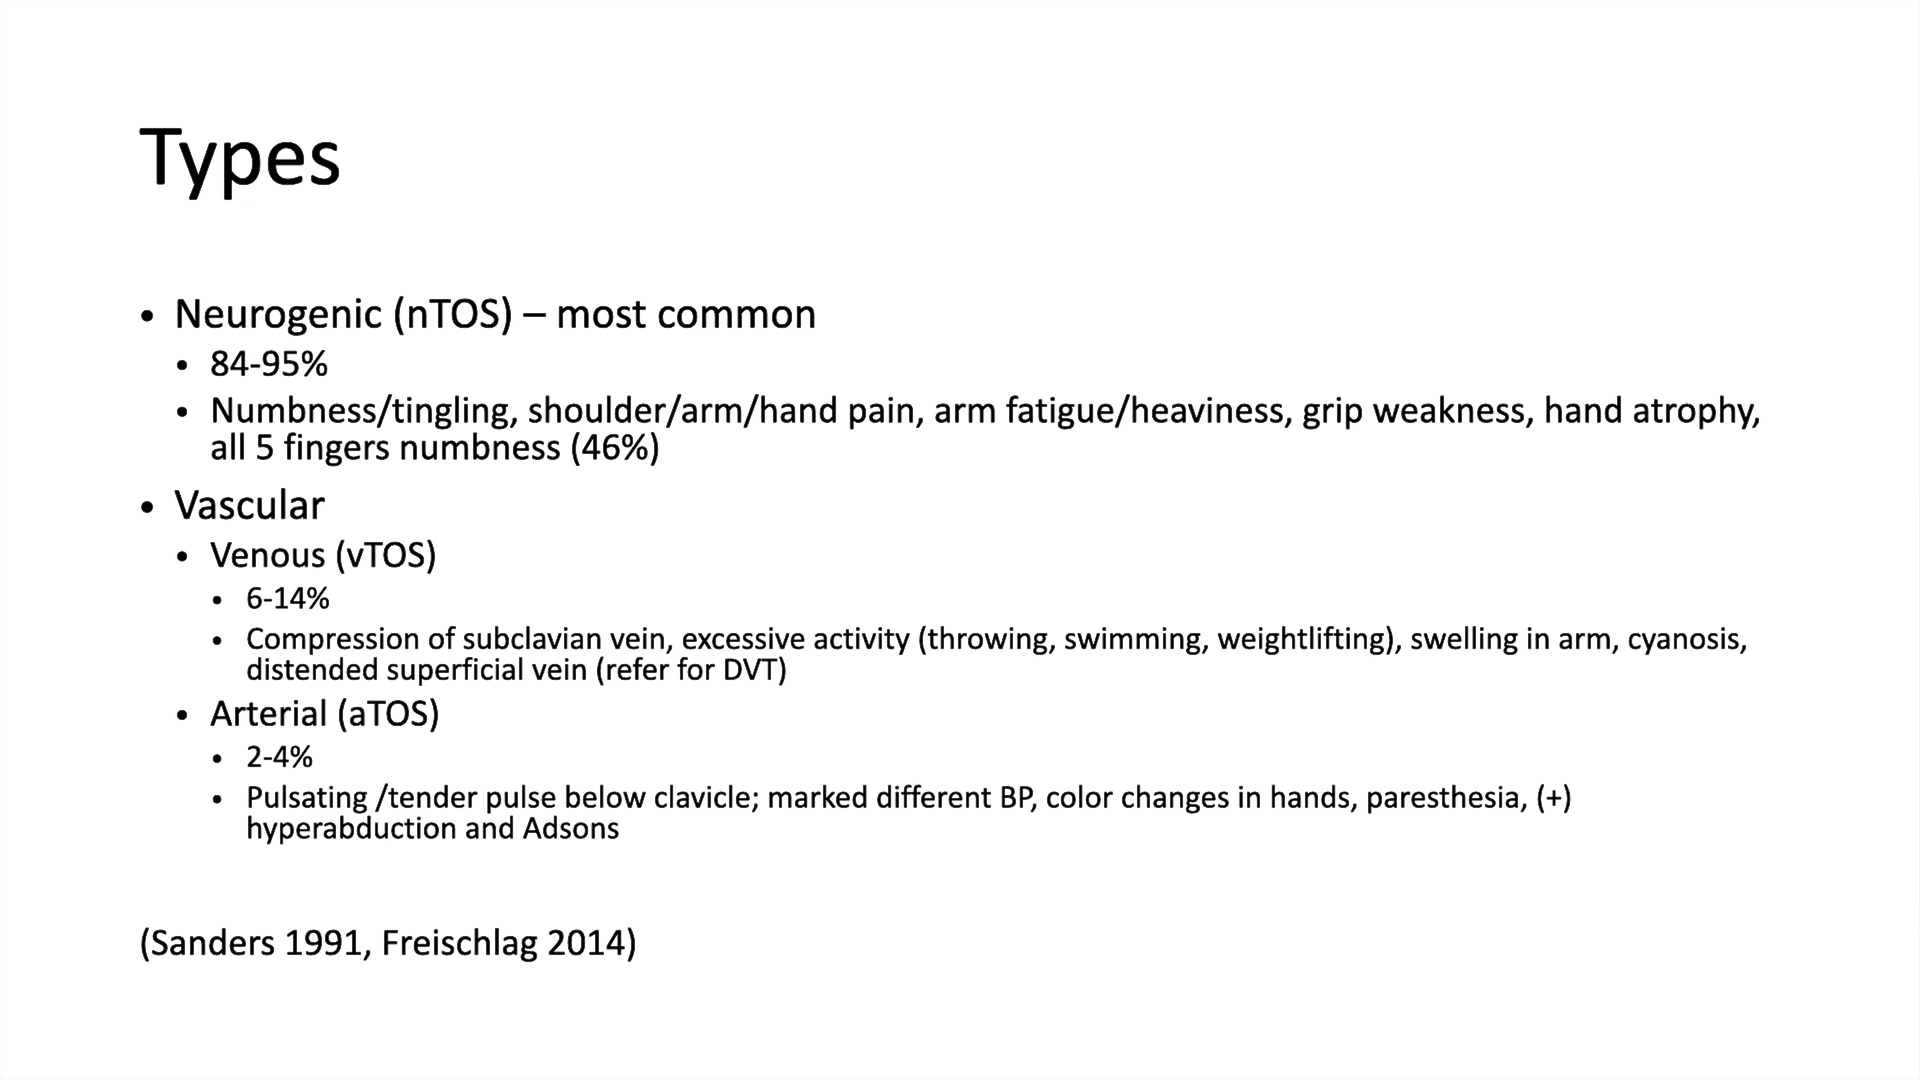 Types
• Neurogenic (nTOS) – most common
• 84-95%
• Numbness/tingling, shoulder/arm/hand pain, arm fatigue/heaviness, grip weakness, hand atrophy,
all 5 fingers numbness (46%)
• Vascular
• Venous (vTOS)
• 6-14%
• Compression of subclavian vein, excessive activity (throwing, swimming, weightlifting), swelling in arm, cyanosis,
distended superficial vein (refer for DVT)
• Arterial (aTOS)
• 2-4%
• Pulsating /tender pulse below clavicle; marked different BP, color changes in hands, paresthesia, (+)
hyperabduction and Adsons
(Sanders 1991, Freischlag 2014)